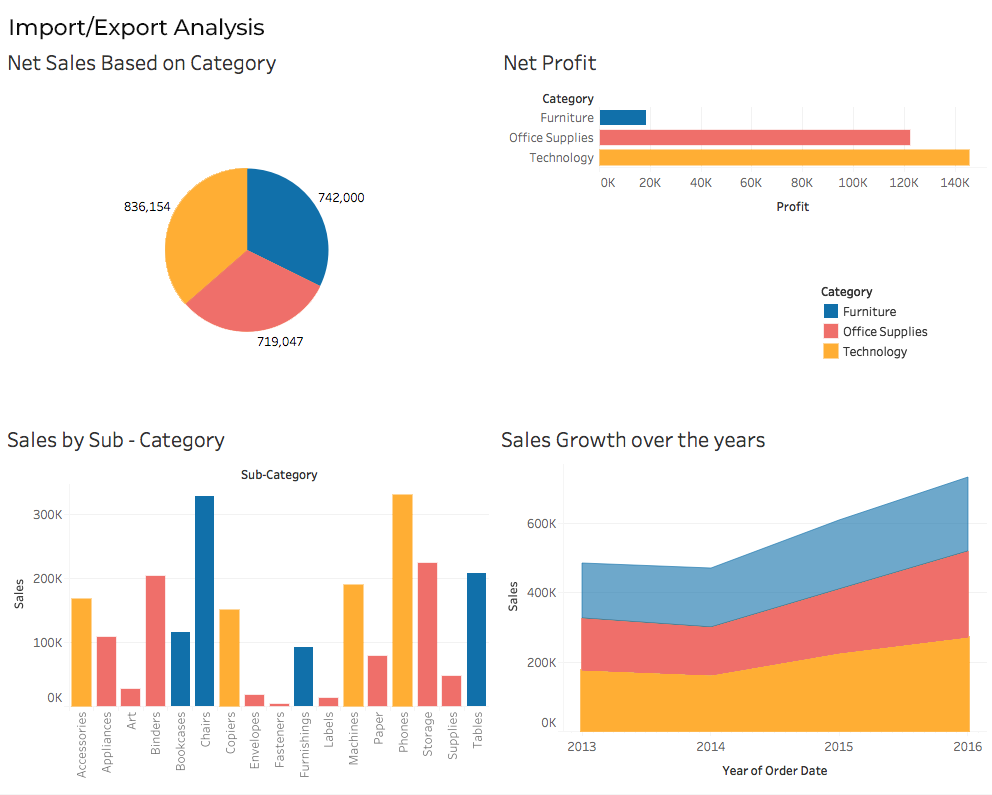 Import/Export Analysis
Net Sales Based on Category
836,154
742,000
719,047
Net Profit
Category
Furniture
Office Supplies
Technology
0K 20K 40K 60K 80K 100K 120K 140K
Profit
Category
Furniture
Office Supplies
Technology
Sales by Sub - Category
Sub-Category
300K
200K
100K
0K
Sales
Accessories
Appliances
Art
Binders
Bookcases
Chairs
Copiers
Envelopes
Fasteners
Furnishings
Labels
Machines
Paper
Phones
Storage
Supplies
Tables
Sales Growth over the years
600K
400K
200K
0K
Sales
2013 2014 2015 2016
Year of Order Date